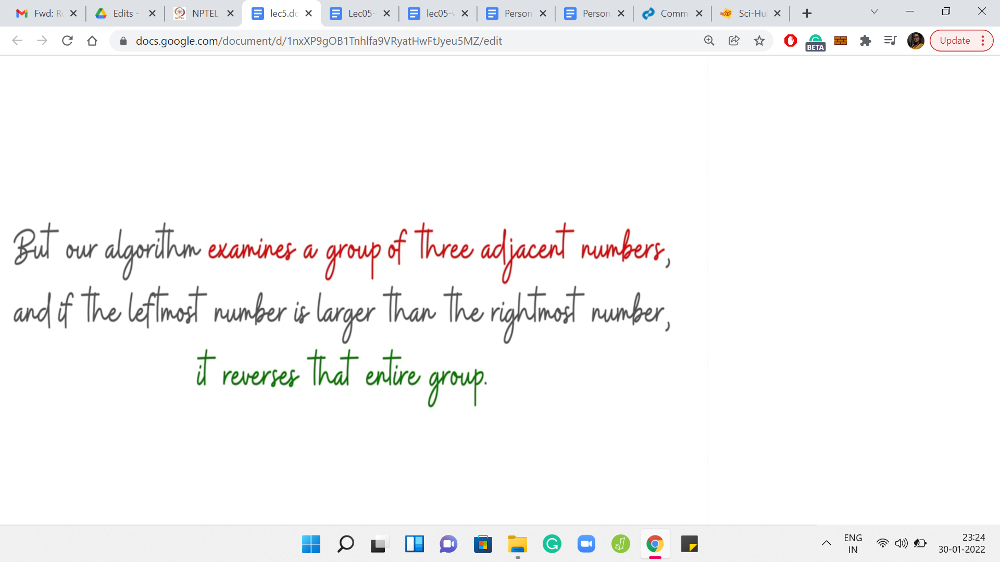 Fwd: Re
Edits -
NPTEL
lec5.do
Lec05-
lec05-v
Person
Person
Comm
Sci-Hu
docs.google.com/document/d/1nxXP9gOB1Tnhlfa9VRyatHwFtJyeu5MZ/edit
BETA
Update
But our algorithm examines a group of three adjacent numbers,
and if the leftmost number is larger than the rightmost number,
it reverses that entire group.
ENG
IN
23:24
30-01-2022